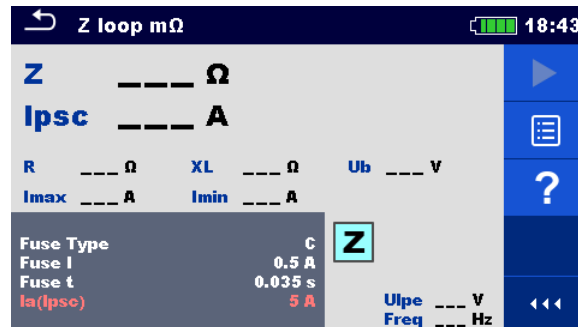 Z loop mΩ 18:43
Z ___ Ω
Ipsc ___ A
R ___ Ω XL ___ Ω Ub ___ V
Imax ___ A Imin ___ A
Fuse Type C
Fuse I 0.5 A
Fuse t 0.035 s
Ia(Ipsc) 5 A
Z
Ulpe ___ V
Freq ___ Hz
?